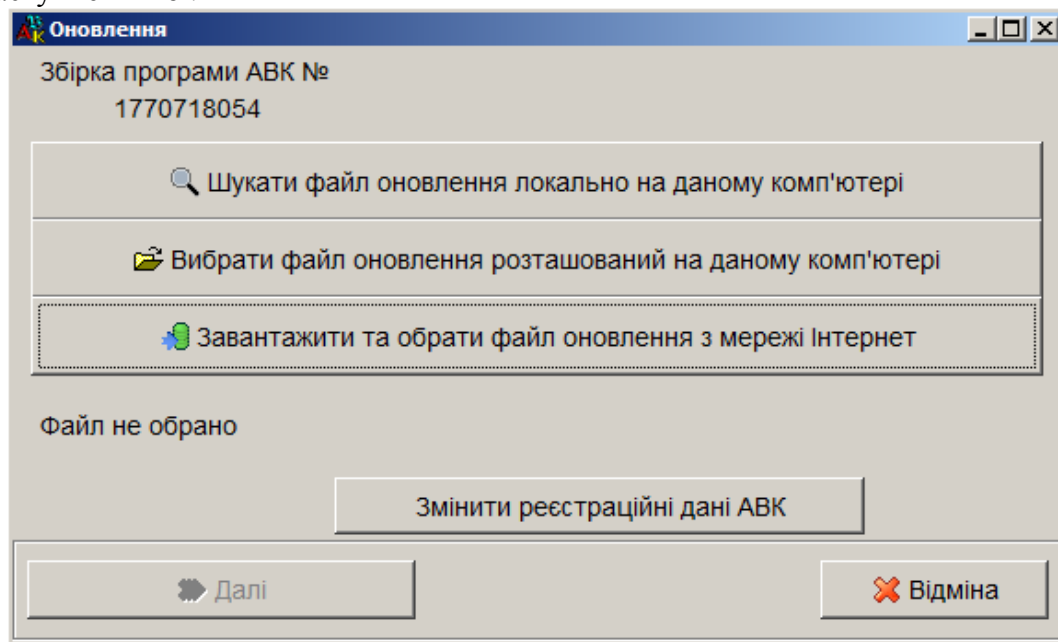 Оновлення
Збірка програми АВК №
1770718054
Шукати файл оновлення локально на даному комп'ютері
Вибрати файл оновлення розташований на даному комп'ютері
Завантажити та обрати файл оновлення з мережі Інтернет
Файл не обрано
Змінити реєстраційні дані АВК
Далі
Відміна